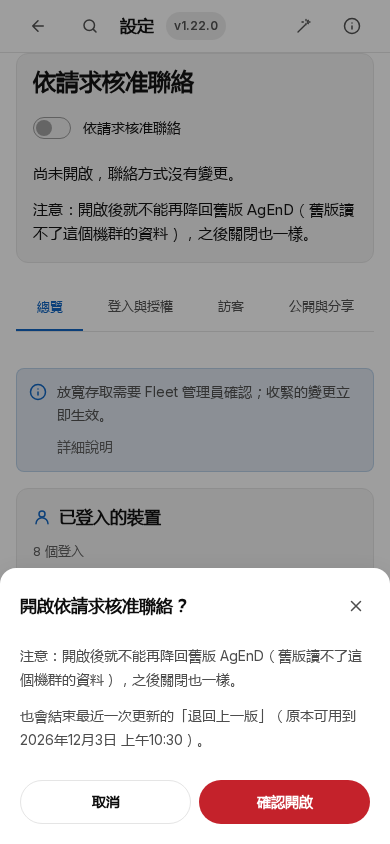 設定
v1.22.0
依請求核准聯絡
依請求核准聯絡
尚未開啟，聯絡方式沒有變更。
注意：開啟後就不能再降回舊版 AgEnD（舊版讀
不了這個機群的資料），之後關閉也一樣。
總覽
登入與授權
訪客
公開與分享
放寬存取需要 Fleet 管理員確認；收緊的變更立
即生效。
詳細說明
已登入的裝置
8 個登入
開啟依請求核准聯絡？
注意：開啟後就不能再降回舊版 AgEnD（舊版讀不了這
個機群的資料），之後關閉也一樣。
也會結束最近一次更新的「退回上一版」（原本可用到
2026年12月3日 上午10:30）。
取消
確認開啟